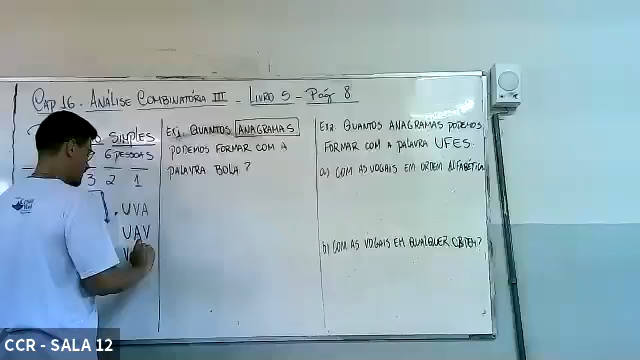 CAP 16. ANÁLISE COMBINATÓRIA III - LIVRO 5 - PÁG 8
SIMPLES
6 PESSOAS
3 2 1
. UVA
UAV
V
EX1. QUANTOS ANAGRAMAS
PODEMOS FORMAR COM A
PALAVRA BOLA?
EX2. QUANTOS ANAGRAMAS PODEMOS
FORMAR COM A PALAVRA UFES.
a) COM AS VOGAIS EM ORDEM ALFABÉTICA
b) COM AS VOGAIS EM QUALQUER ORDEM?
CCR - SALA 12